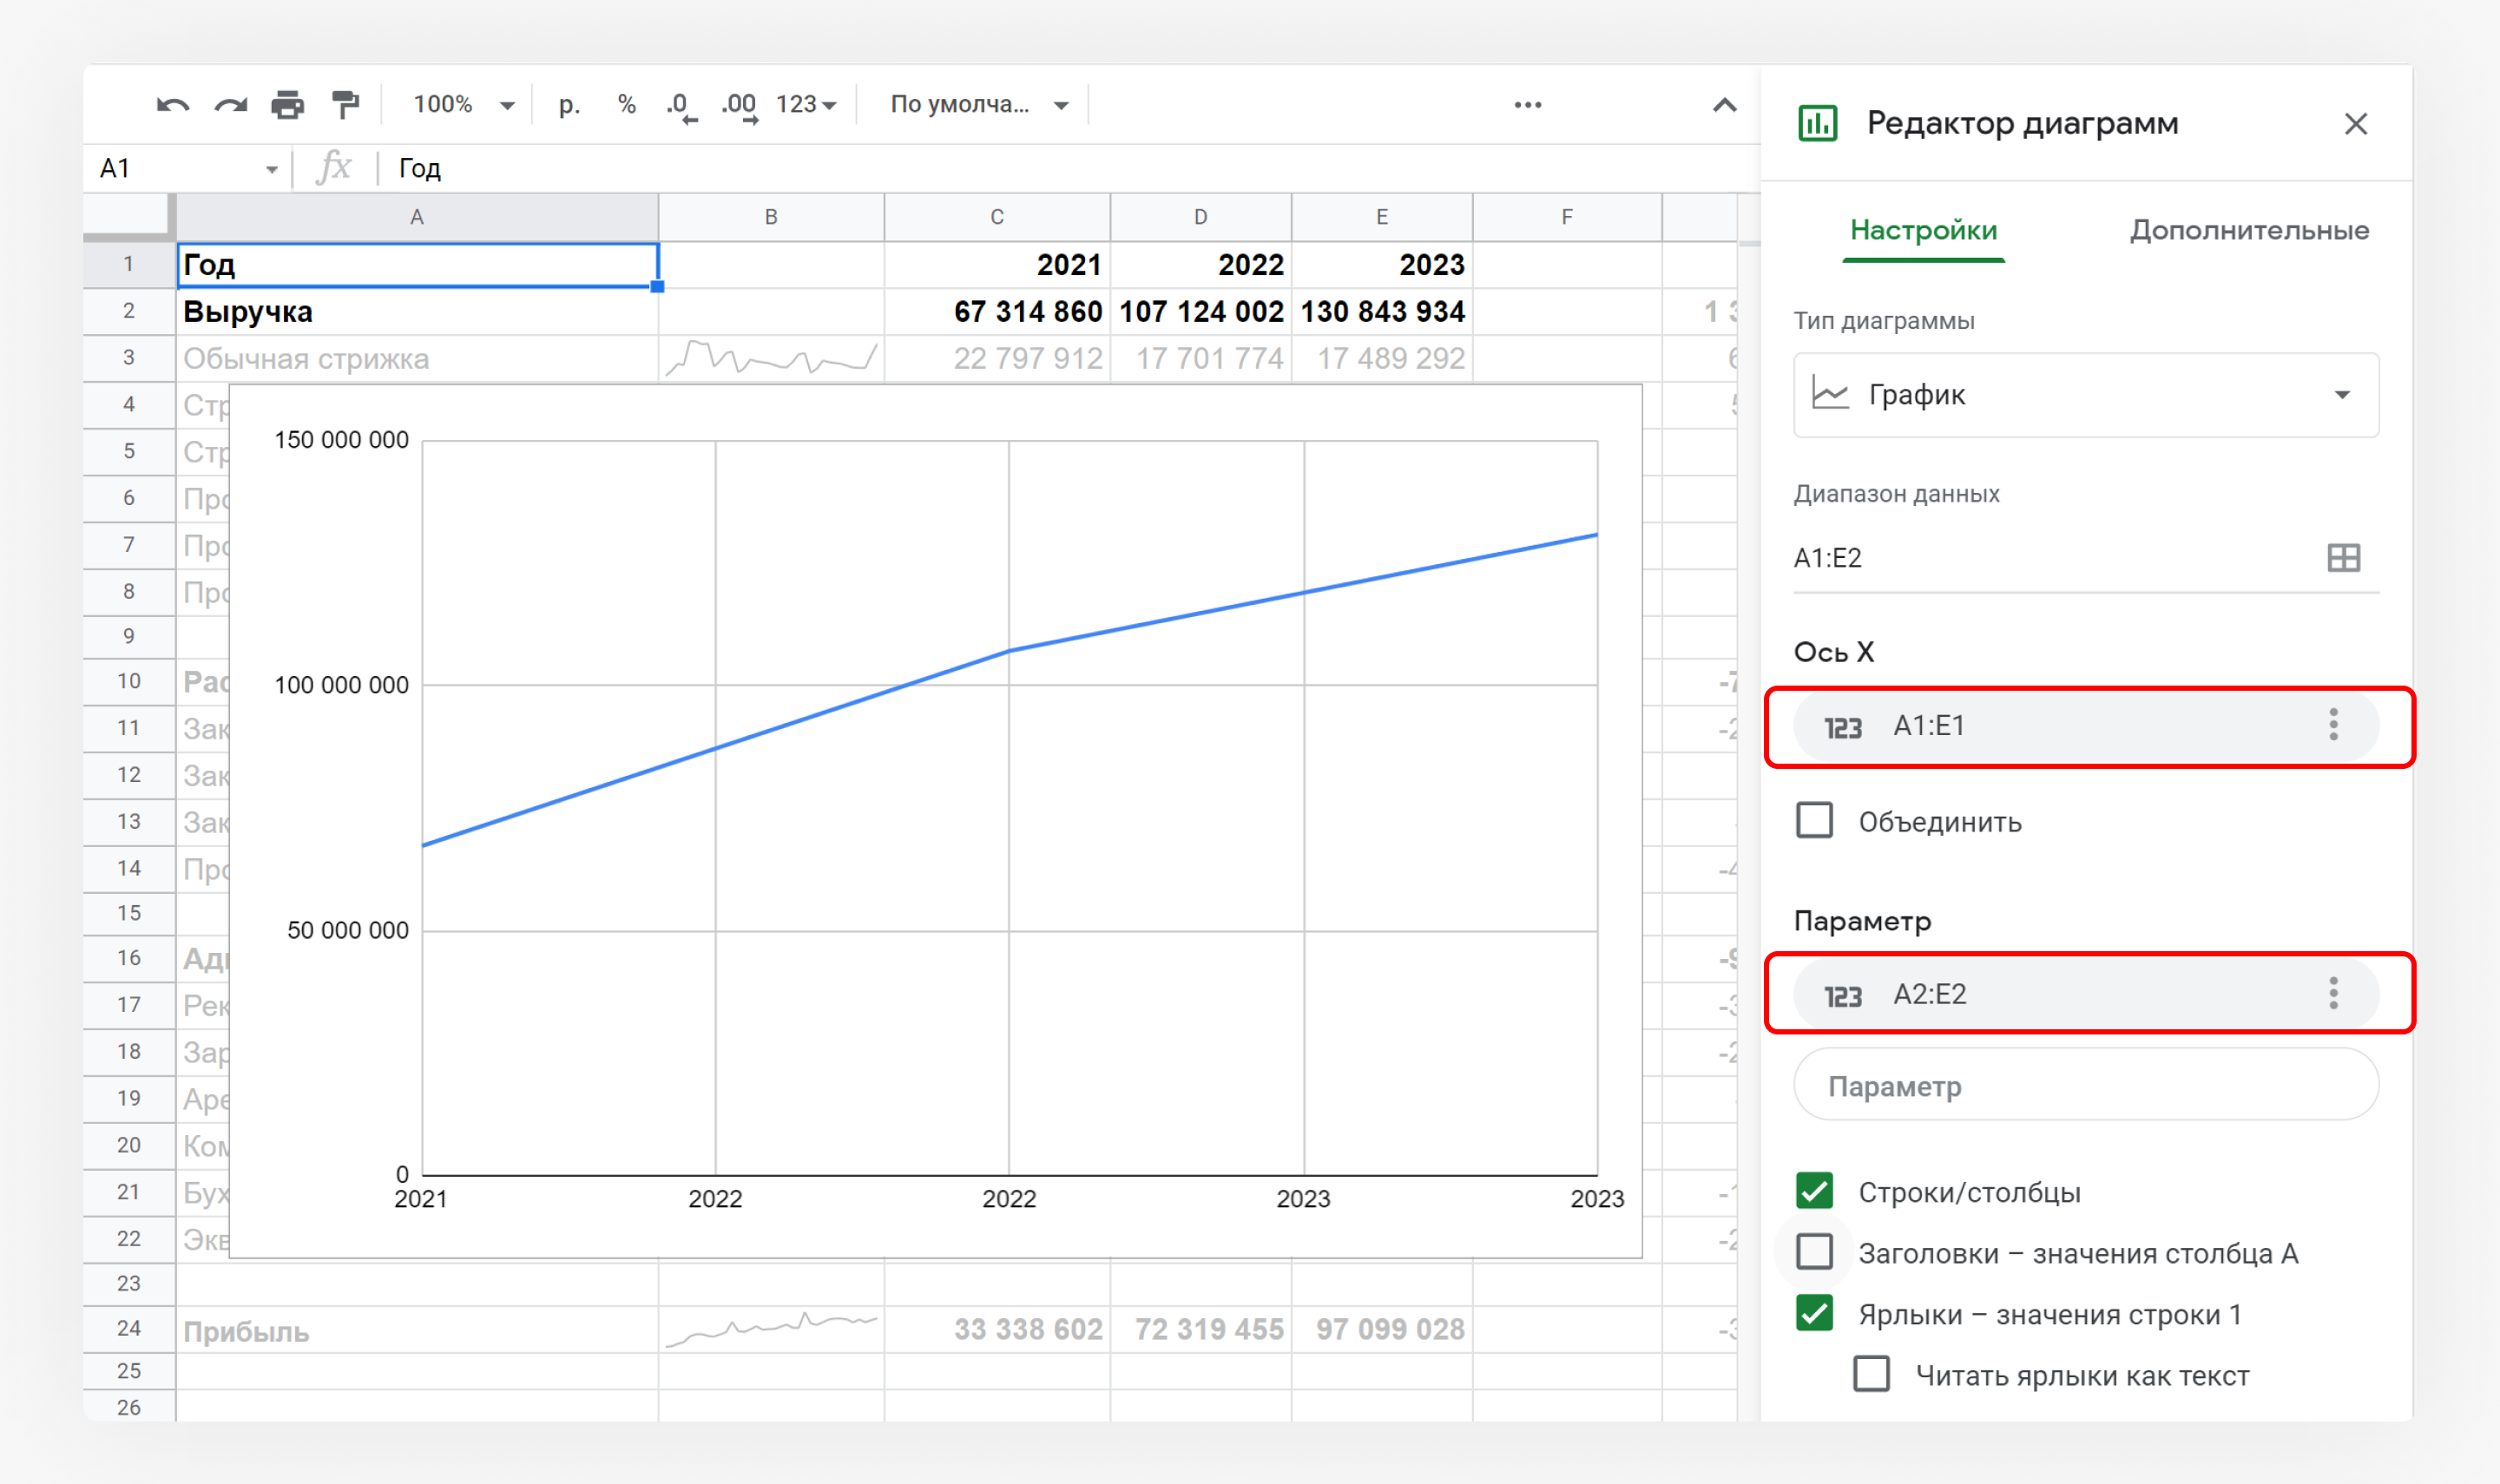 100% р. % .0 .00 123 По умолча...
A1 fx Год
A B C D E F
1 Год 2021 2022 2023
2 Выручка 67 314 860 107 124 002 130 843 934 1
3 Обычная стрижка 22 797 912 17 701 774 17 489 292
4 Стр
5 Стр
6 Про
7 Про
8 Про
9
10 Рас
11 Зак
12 Зак
13 Зак
14 Про
15
16 Адм
17 Рек
18 Зар
19 Аре
20 Ком
21 Бух
22 Экв
23
24 Прибыль 33 338 602 72 319 455 97 099 028
25
26
150 000 000
100 000 000
50 000 000
0
2021 2022 2022 2023 2023
Редактор диаграмм
Настройки Дополнительные
Тип диаграммы
График
Диапазон данных
A1:E2
Ось X
123 A1:E1
Объединить
Параметр
123 A2:E2
Параметр
Строки/столбцы
Заголовки – значения столбца A
Ярлыки – значения строки 1
Читать ярлыки как текст